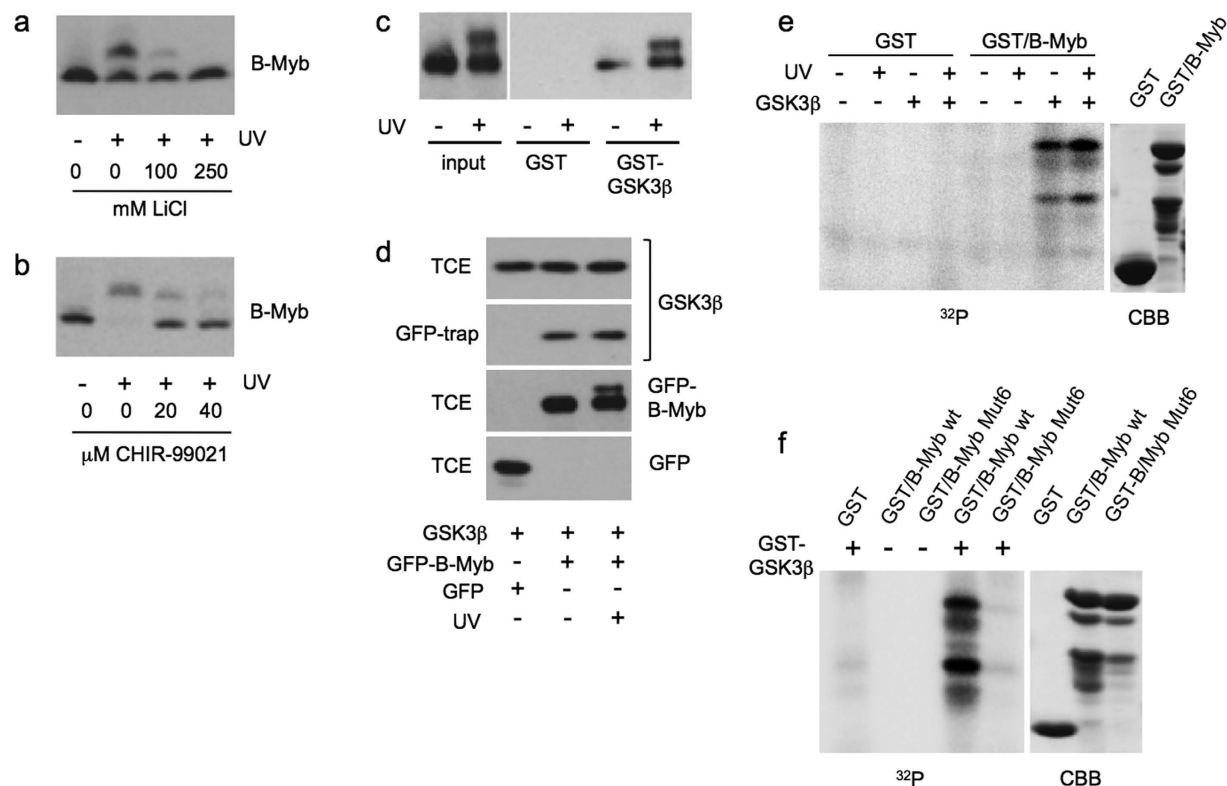 a
B-Myb
- + + + UV
0 0 100 250
mM LiCl
b
B-Myb
- + + + UV
0 0 20 40
μM CHIR-99021
c
UV - + - + - +
input GST GST-
GSK3β
d
TCE
GSK3β
GFP-trap
TCE GFP-
B-Myb
TCE GFP
GSK3β + + +
GFP-B-Myb - + +
GFP + - -
UV - - +
e
GST GST/B-Myb
UV - + - + - + - +
GSK3β - - + + - - + +
GST
GST/B-Myb
32P CBB
f
GST
GST/B-Myb wt
GST/B-Myb Mut6
GST/B-Myb wt
GST/B-Myb Mut6
GST
GST/B-Myb wt
GST-B/Myb Mut6
GST-
GSK3β + - - + +
32P CBB